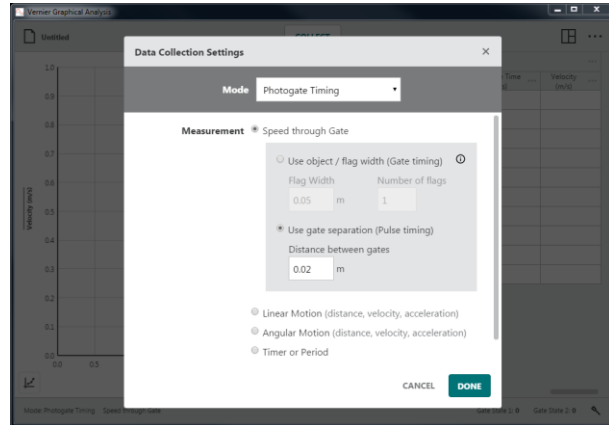 Vernier Graphical Analysis
Untitled
COLLECT
Data Collection Settings
Mode Photogate Timing
Measurement Speed through Gate
Use object / flag width (Gate timing)
Flag Width Number of flags
0.05 m 1
Use gate separation (Pulse timing)
Distance between gates
0.02 m
Linear Motion (distance, velocity, acceleration)
Angular Motion (distance, velocity, acceleration)
Timer or Period
CANCEL DONE
Velocity (m/s)
1.0
0.9
0.8
0.7
0.6
0.5
0.4
0.3
0.2
0.1
0.0
0.0 0.5
Time Velocity
(m/s)
Mode: Photogate Timing Speed through Gate
Gate State 1: 0 Gate State 2: 0